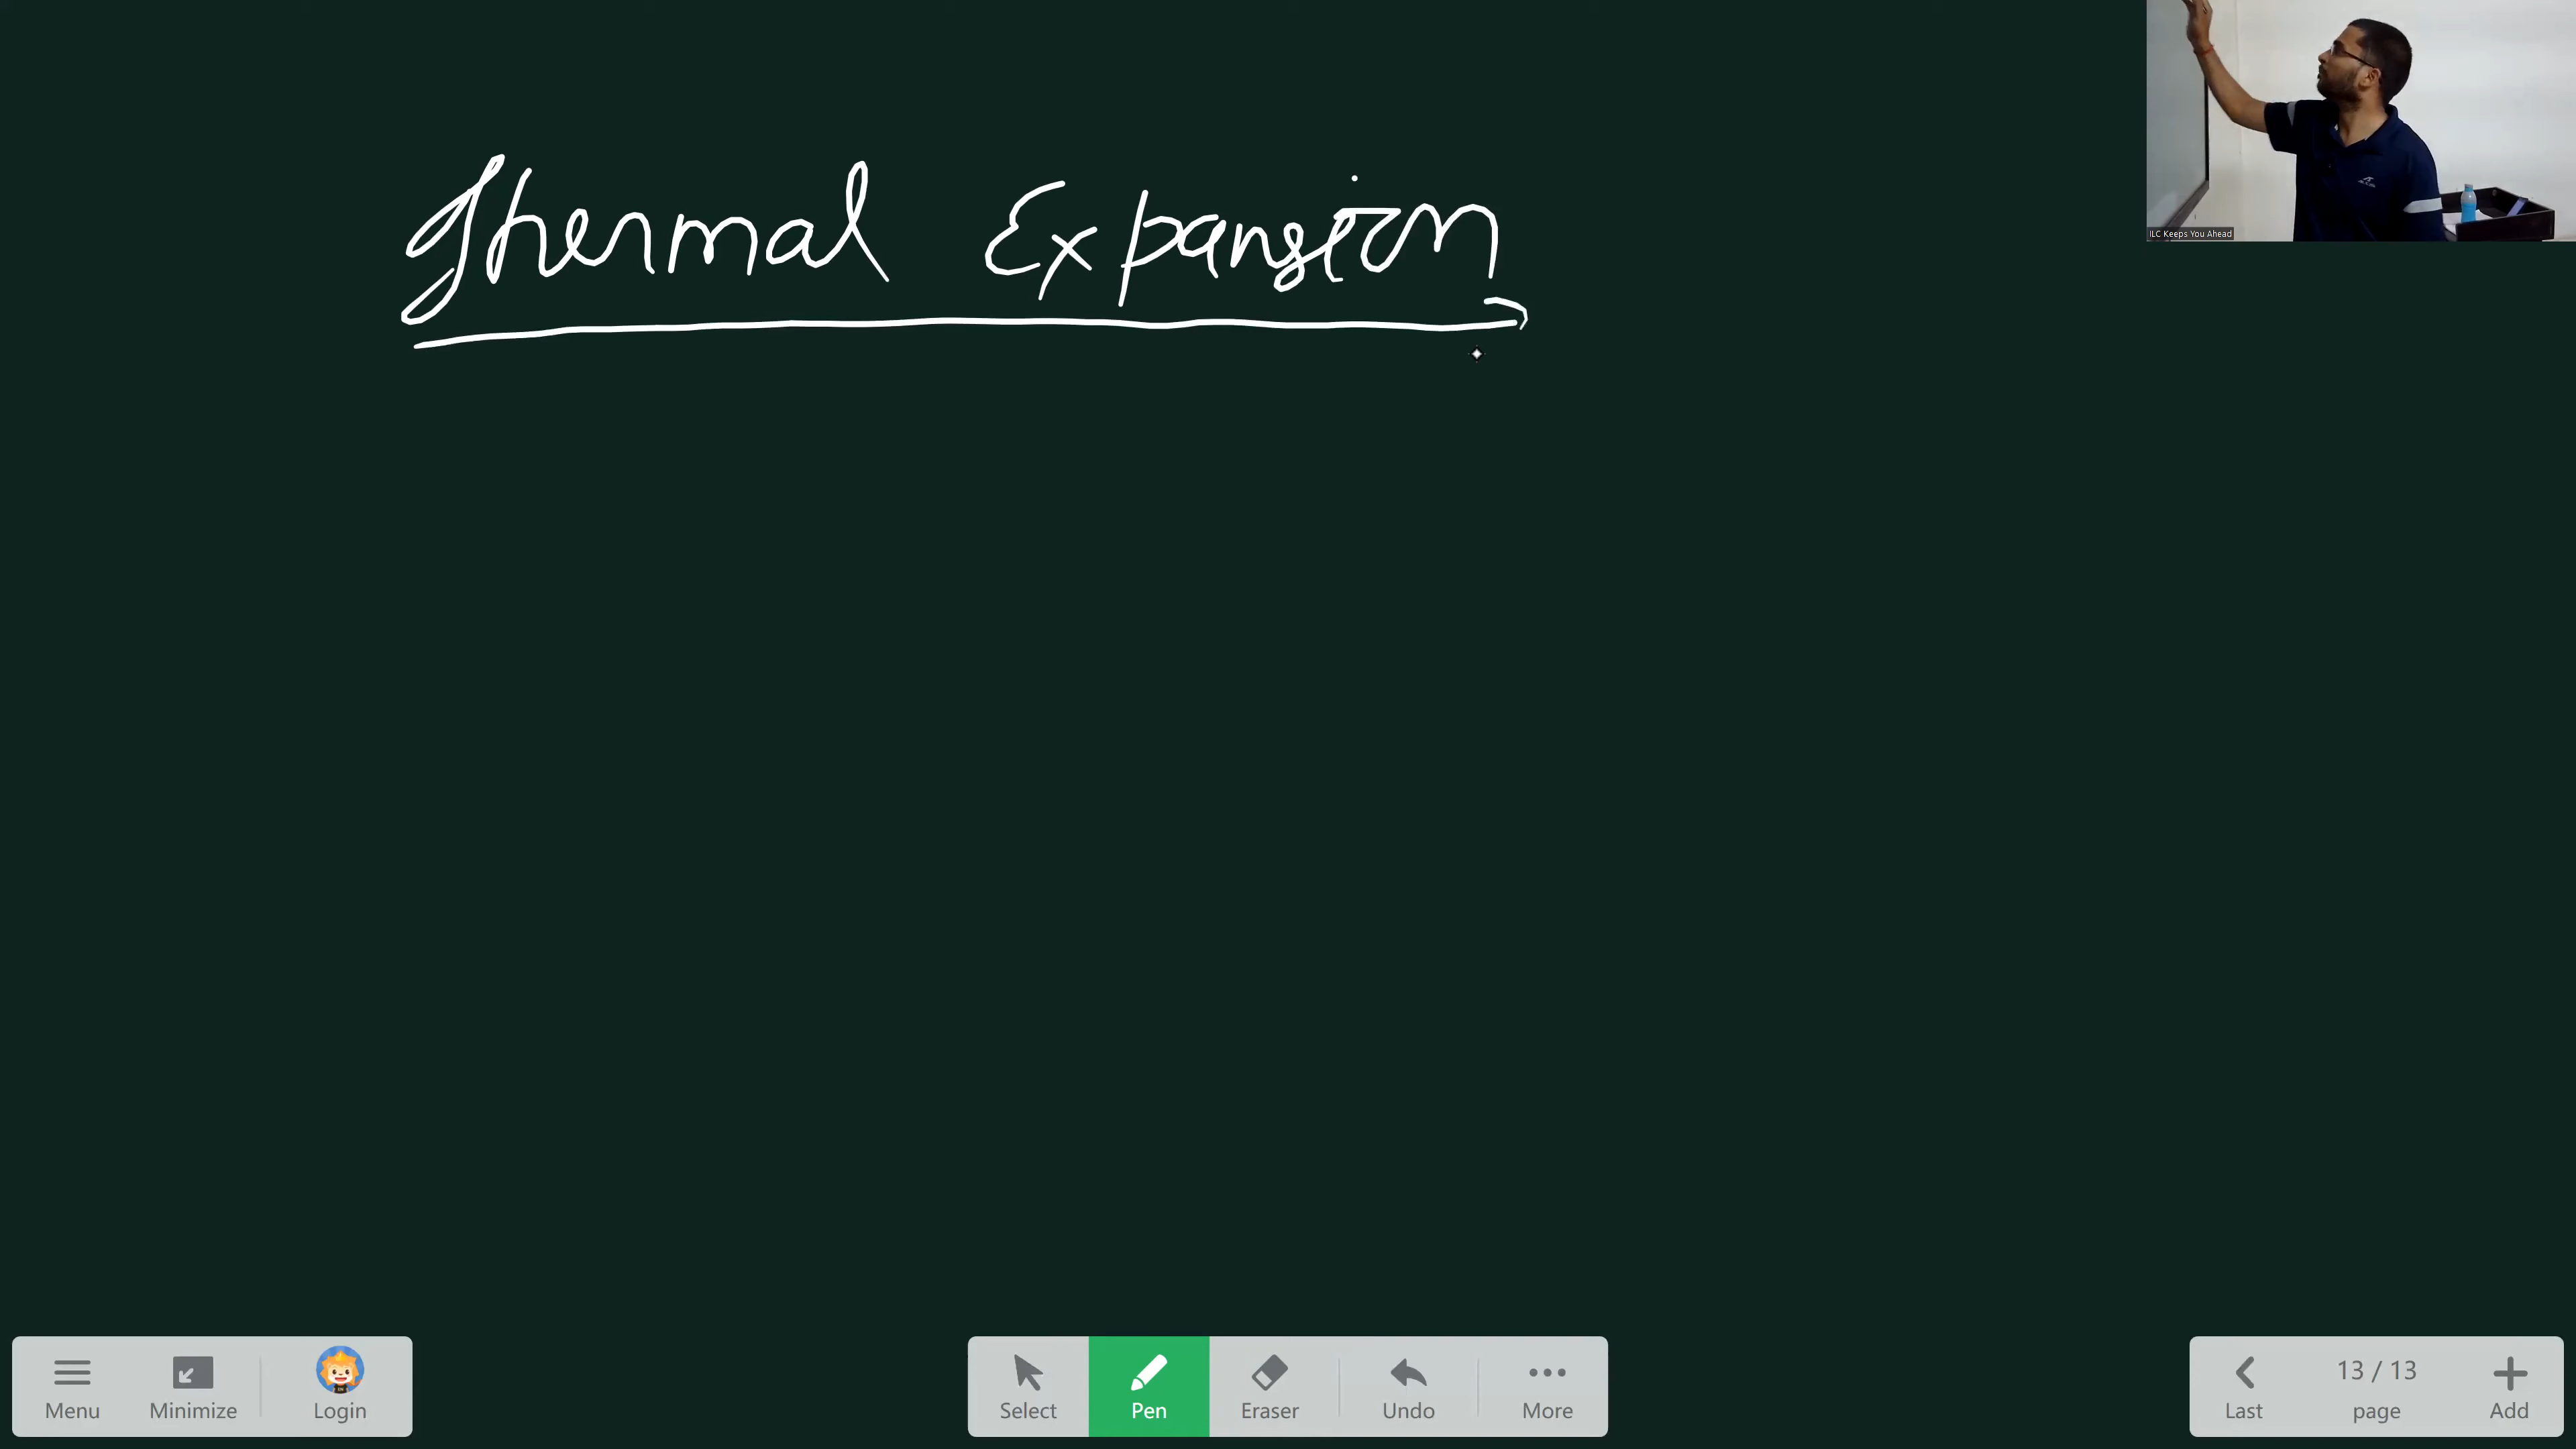 Thermal Expansion
ILC Keeps You Ahead
Menu
Minimize
Login
Select
Pen
Eraser
Undo
More
Last
13 / 13
page
Add